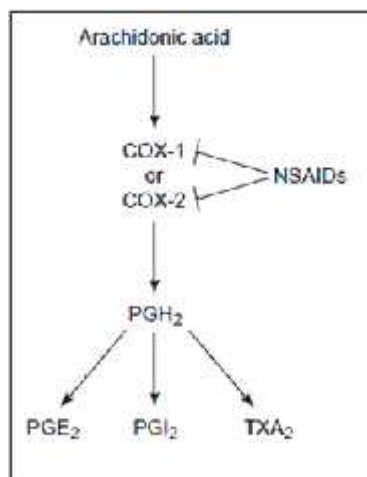 Arachidonic acid
COX-1
or
COX-2
NSAIDs
PGH₂
PGE₂
PGI₂
TXA₂